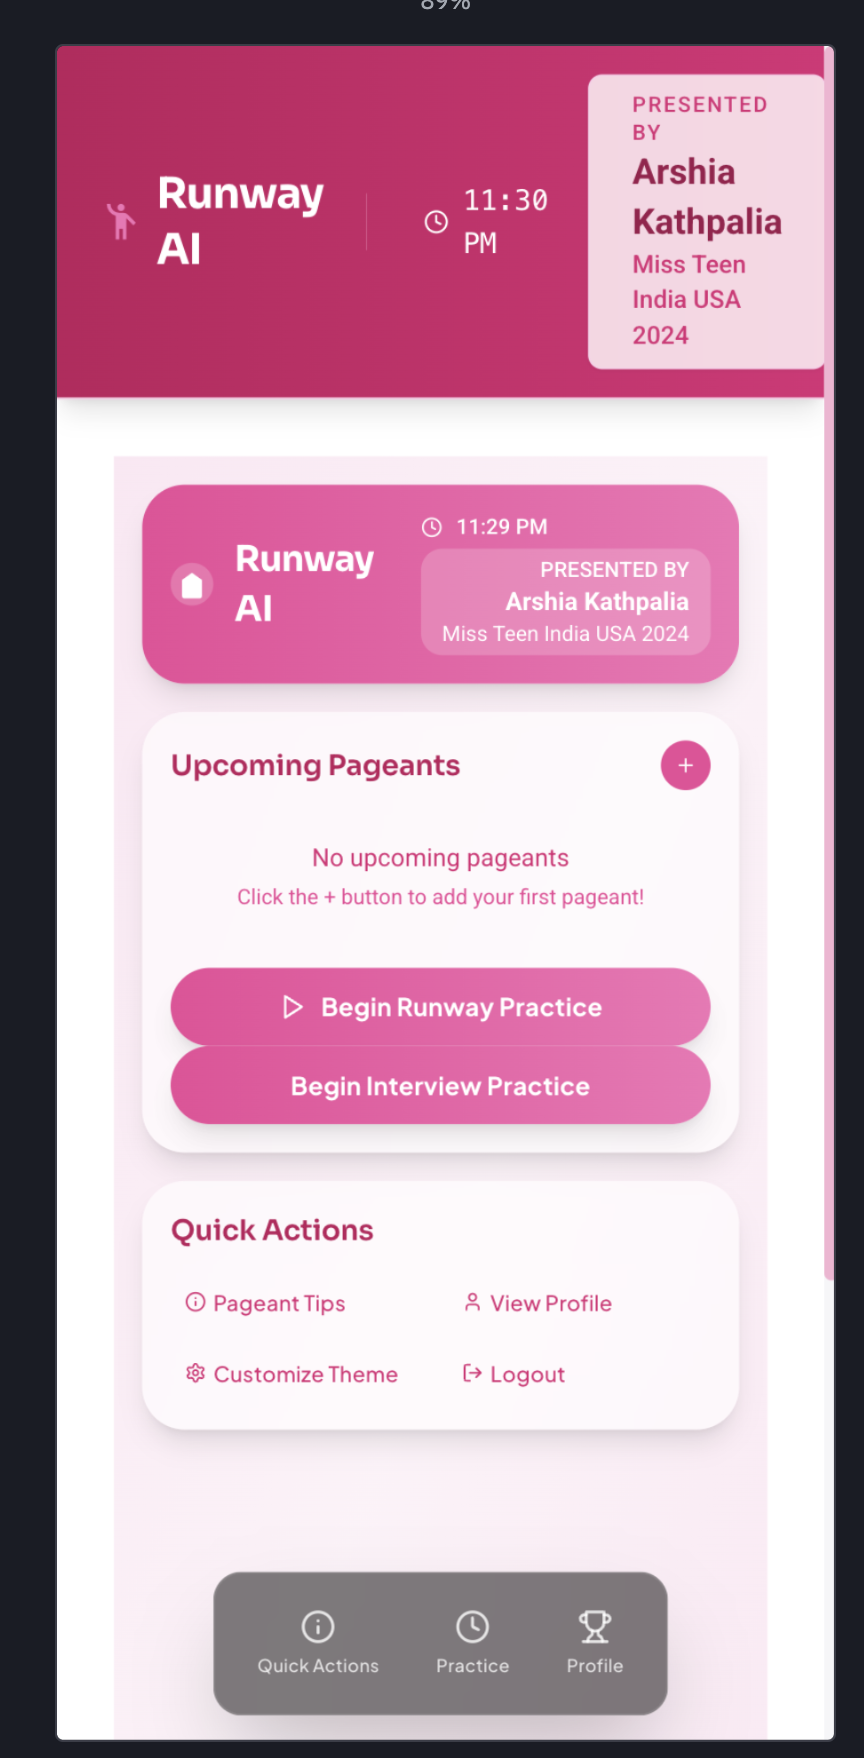 89%
Runway
AI
11:30
PM
PRESENTED
BY
Arshia
Kathpalia
Miss Teen
India USA
2024
Runway
AI
11:29 PM
PRESENTED BY
Arshia Kathpalia
Miss Teen India USA 2024
Upcoming Pageants
+
No upcoming pageants
Click the + button to add your first pageant!
Begin Runway Practice
Begin Interview Practice
Quick Actions
Pageant Tips
View Profile
Customize Theme
Logout
Quick Actions
Practice
Profile